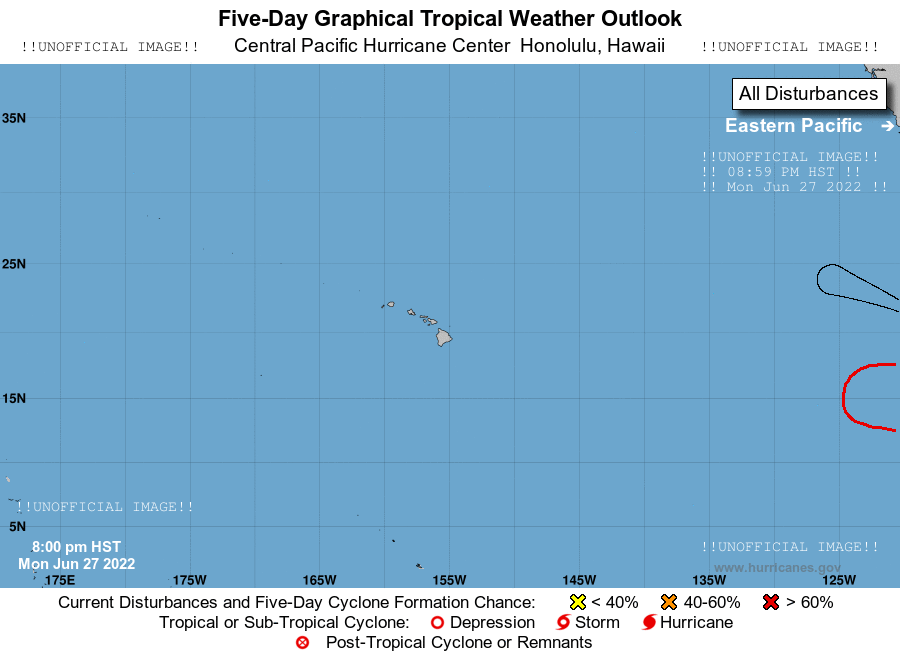 Five-Day Graphical Tropical Weather Outlook
!!UNOFFICIAL IMAGE!! Central Pacific Hurricane Center Honolulu, Hawaii !!UNOFFICIAL IMAGE!!
All Disturbances
35N
Eastern Pacific
!!UNOFFICIAL IMAGE!!
!! 08:59 PM HST !!
!! Mon Jun 27 2022 !!
25N
15N
!!UNOFFICIAL IMAGE!!
5N
8:00 pm HST
Mon Jun 27 2022
!!UNOFFICIAL IMAGE!!
www.hurricanes.gov
175E 175W 165W 155W 145W 135W 125W
Current Disturbances and Five-Day Cyclone Formation Chance: < 40% 40-60% > 60%
Tropical or Sub-Tropical Cyclone: Depression Storm Hurricane
Post-Tropical Cyclone or Remnants